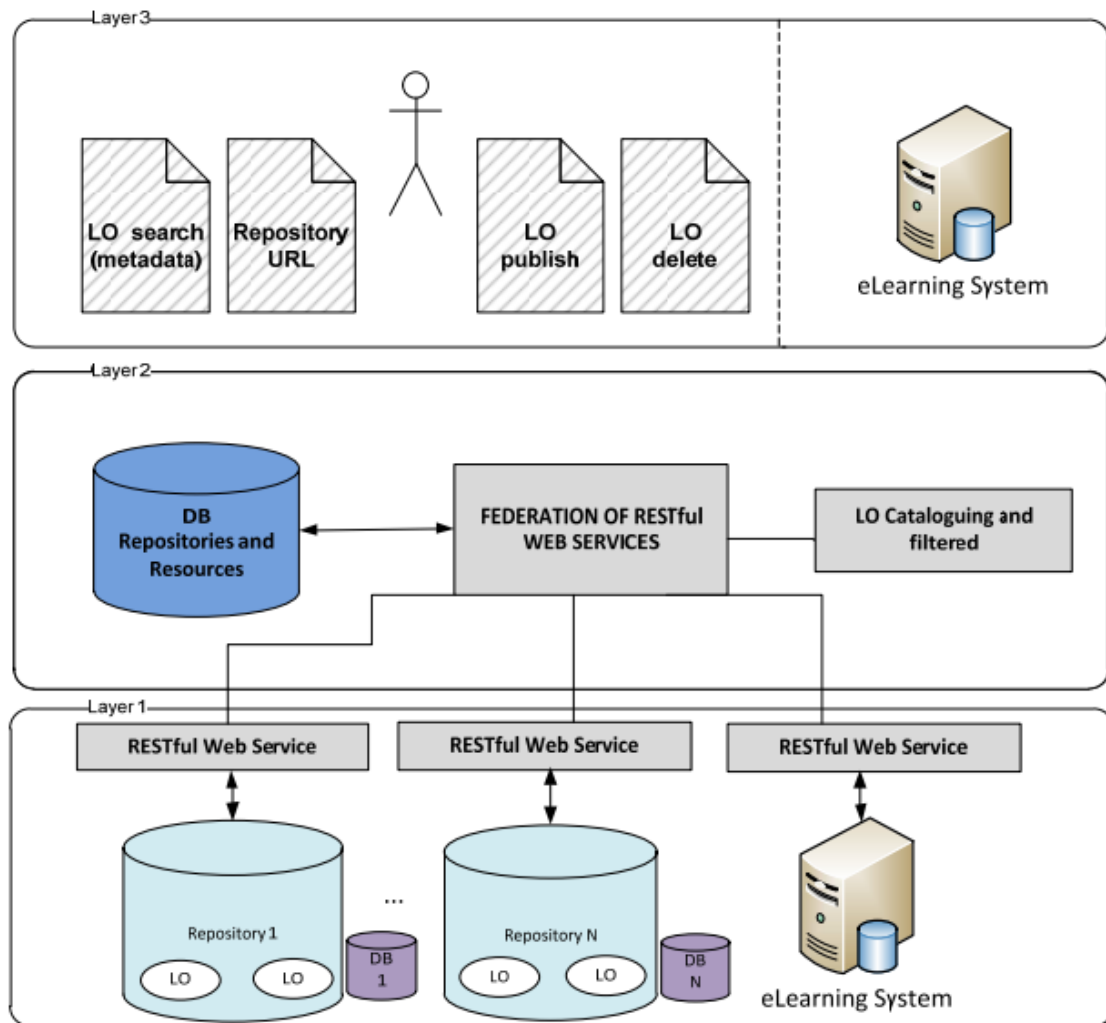 Layer3
LO search
(metadata)
Repository
URL
LO
publish
LO
delete
eLearning System
Layer2
DB
Repositories and
Resources
FEDERATION OF RESTful
WEB SERVICES
LO Cataloguing and
filtered
Layer 1
RESTful Web Service
RESTful Web Service
RESTful Web Service
Repository 1
LO
LO
DB
1
...
Repository N
LO
LO
DB
N
eLearning System